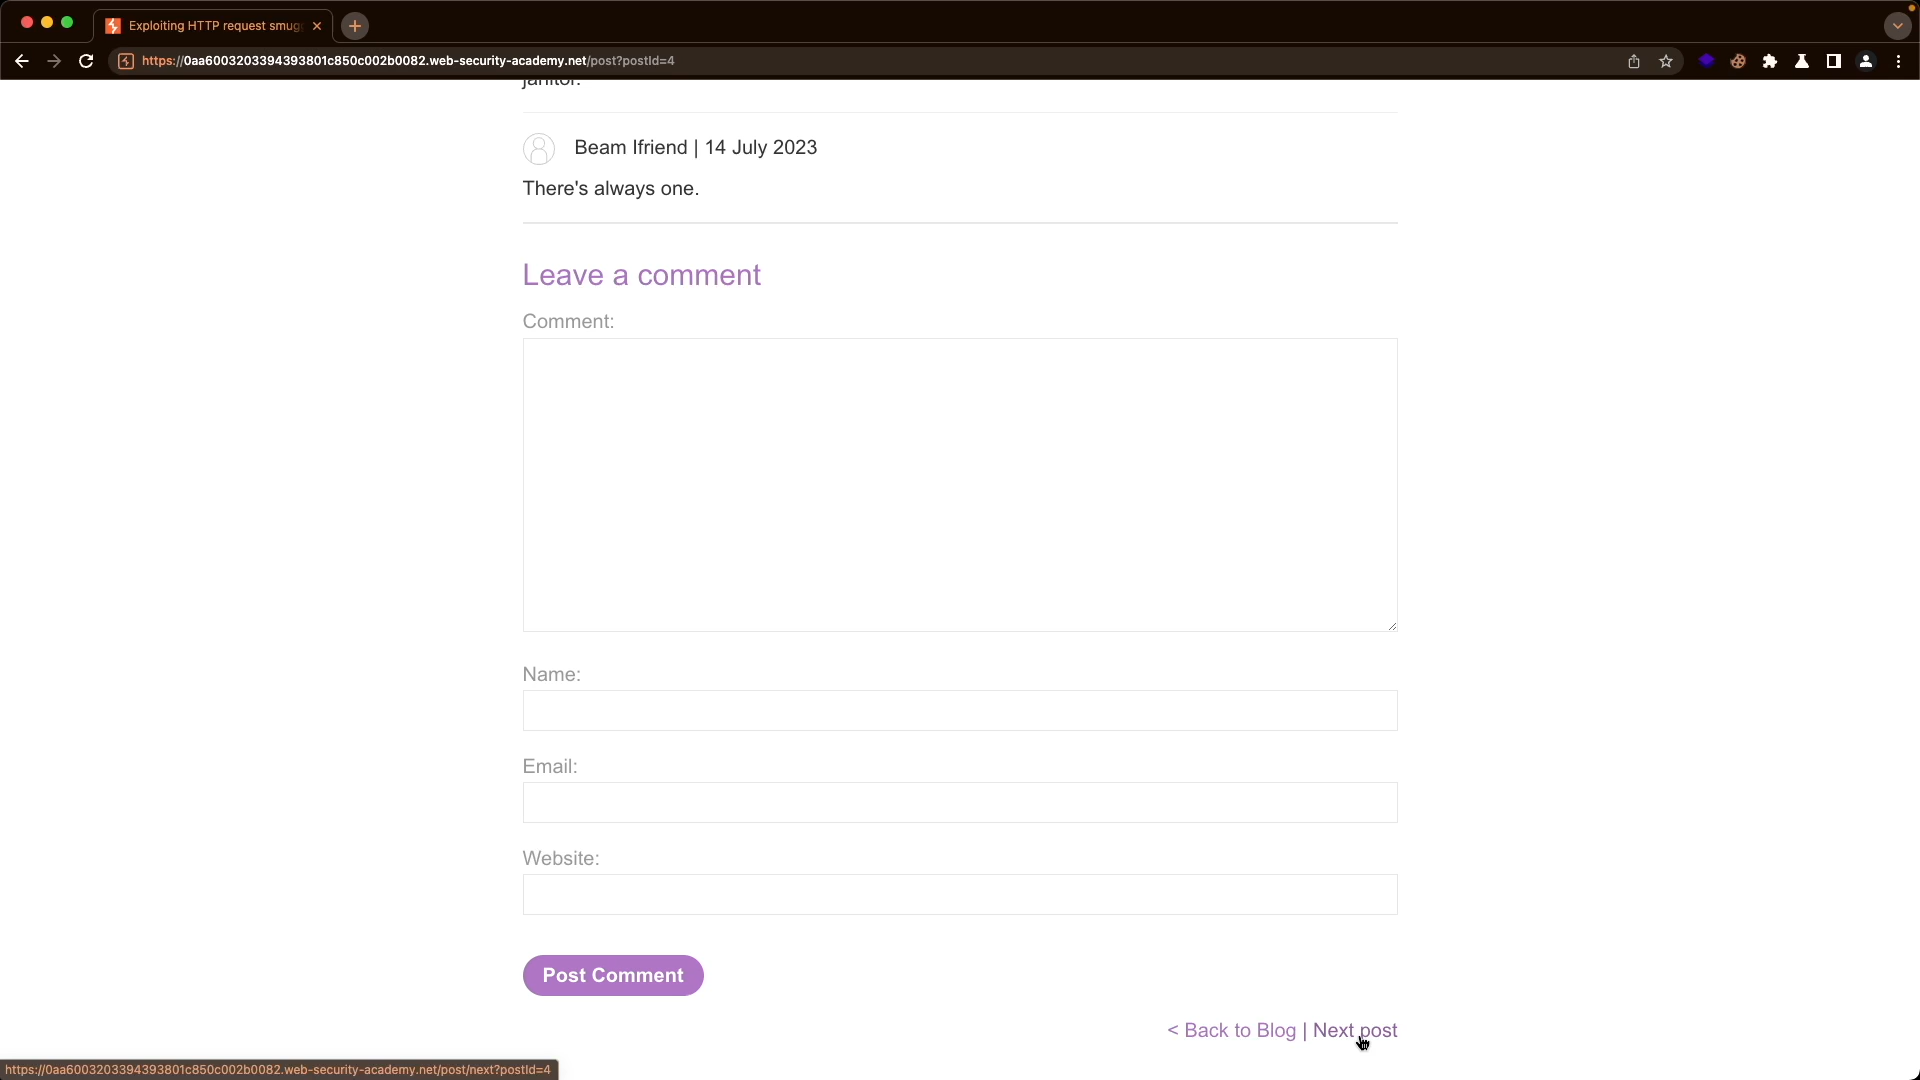 Exploiting HTTP request smug
https://0aa6003203394393801c850c002b0082.web-security-academy.net/post?postId=4
janitor.
Beam Ifriend | 14 July 2023
There's always one.
Leave a comment
Comment:
Name:
Email:
Website:
Post Comment
< Back to Blog | Next post
https://0aa6003203394393801c850c002b0082.web-security-academy.net/post/next?postId=4